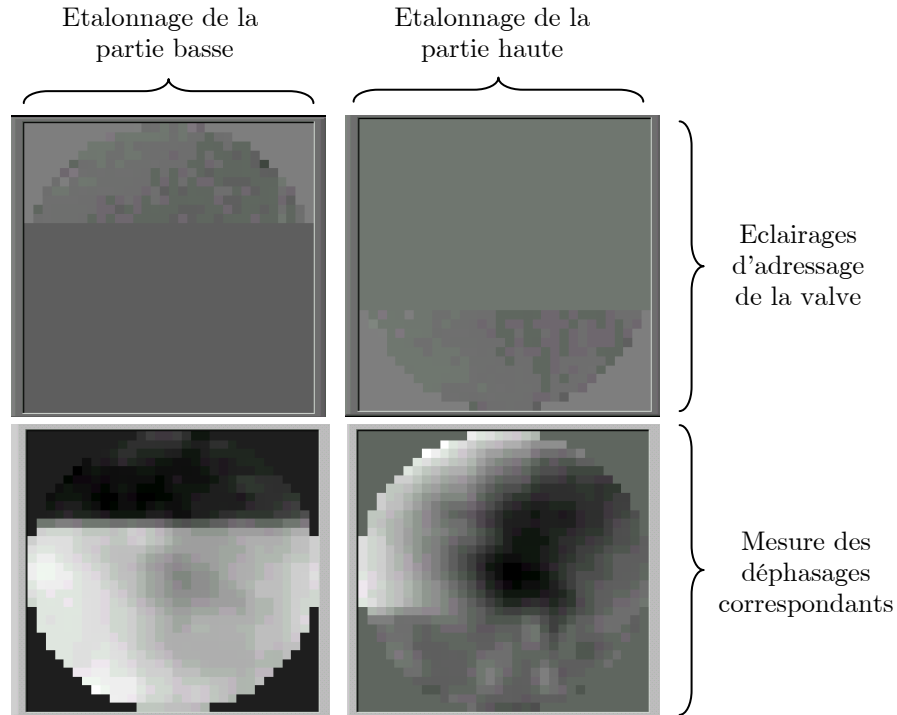 Etalonnage de la
partie basse
Etalonnage de la
partie haute
Eclairages
d'adressage
de la valve
Mesure des
déphasages
correspondants